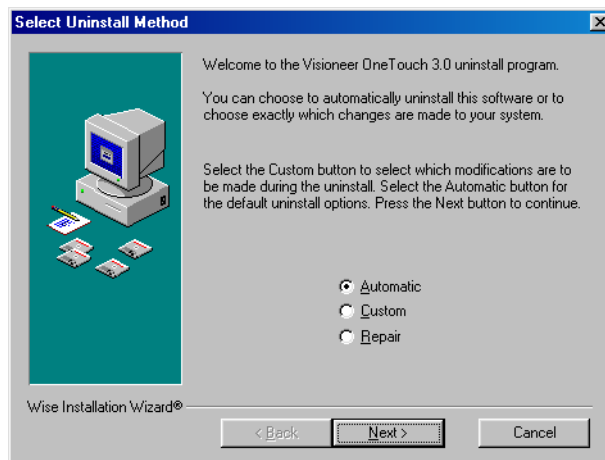 Select Uninstall Method
Welcome to the Visioneer OneTouch 3.0 uninstall program.
You can choose to automatically uninstall this software or to
choose exactly which changes are made to your system.
Select the Custom button to select which modifications are to
be made during the uninstall. Select the Automatic button for
the default uninstall options. Press the Next button to continue.
Automatic
Custom
Repair
Wise Installation Wizard®
< Back
Next >
Cancel